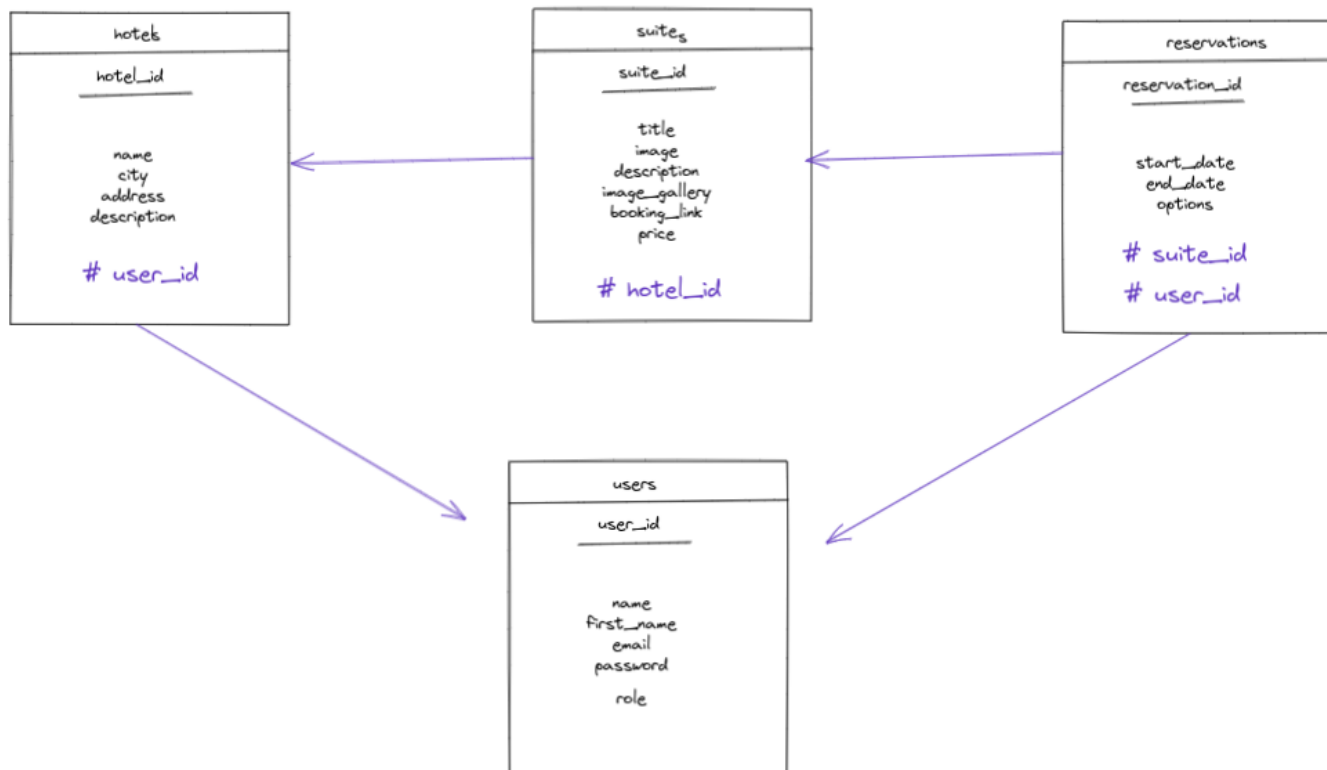 hotels
hotel_id
name
city
address
description
# user_id
suites
suite_id
title
image
description
image_gallery
booking_link
price
# hotel_id
reservations
reservation_id
start_date
end_date
options
# suite_id
# user_id
users
user_id
name
first_name
email
password
role